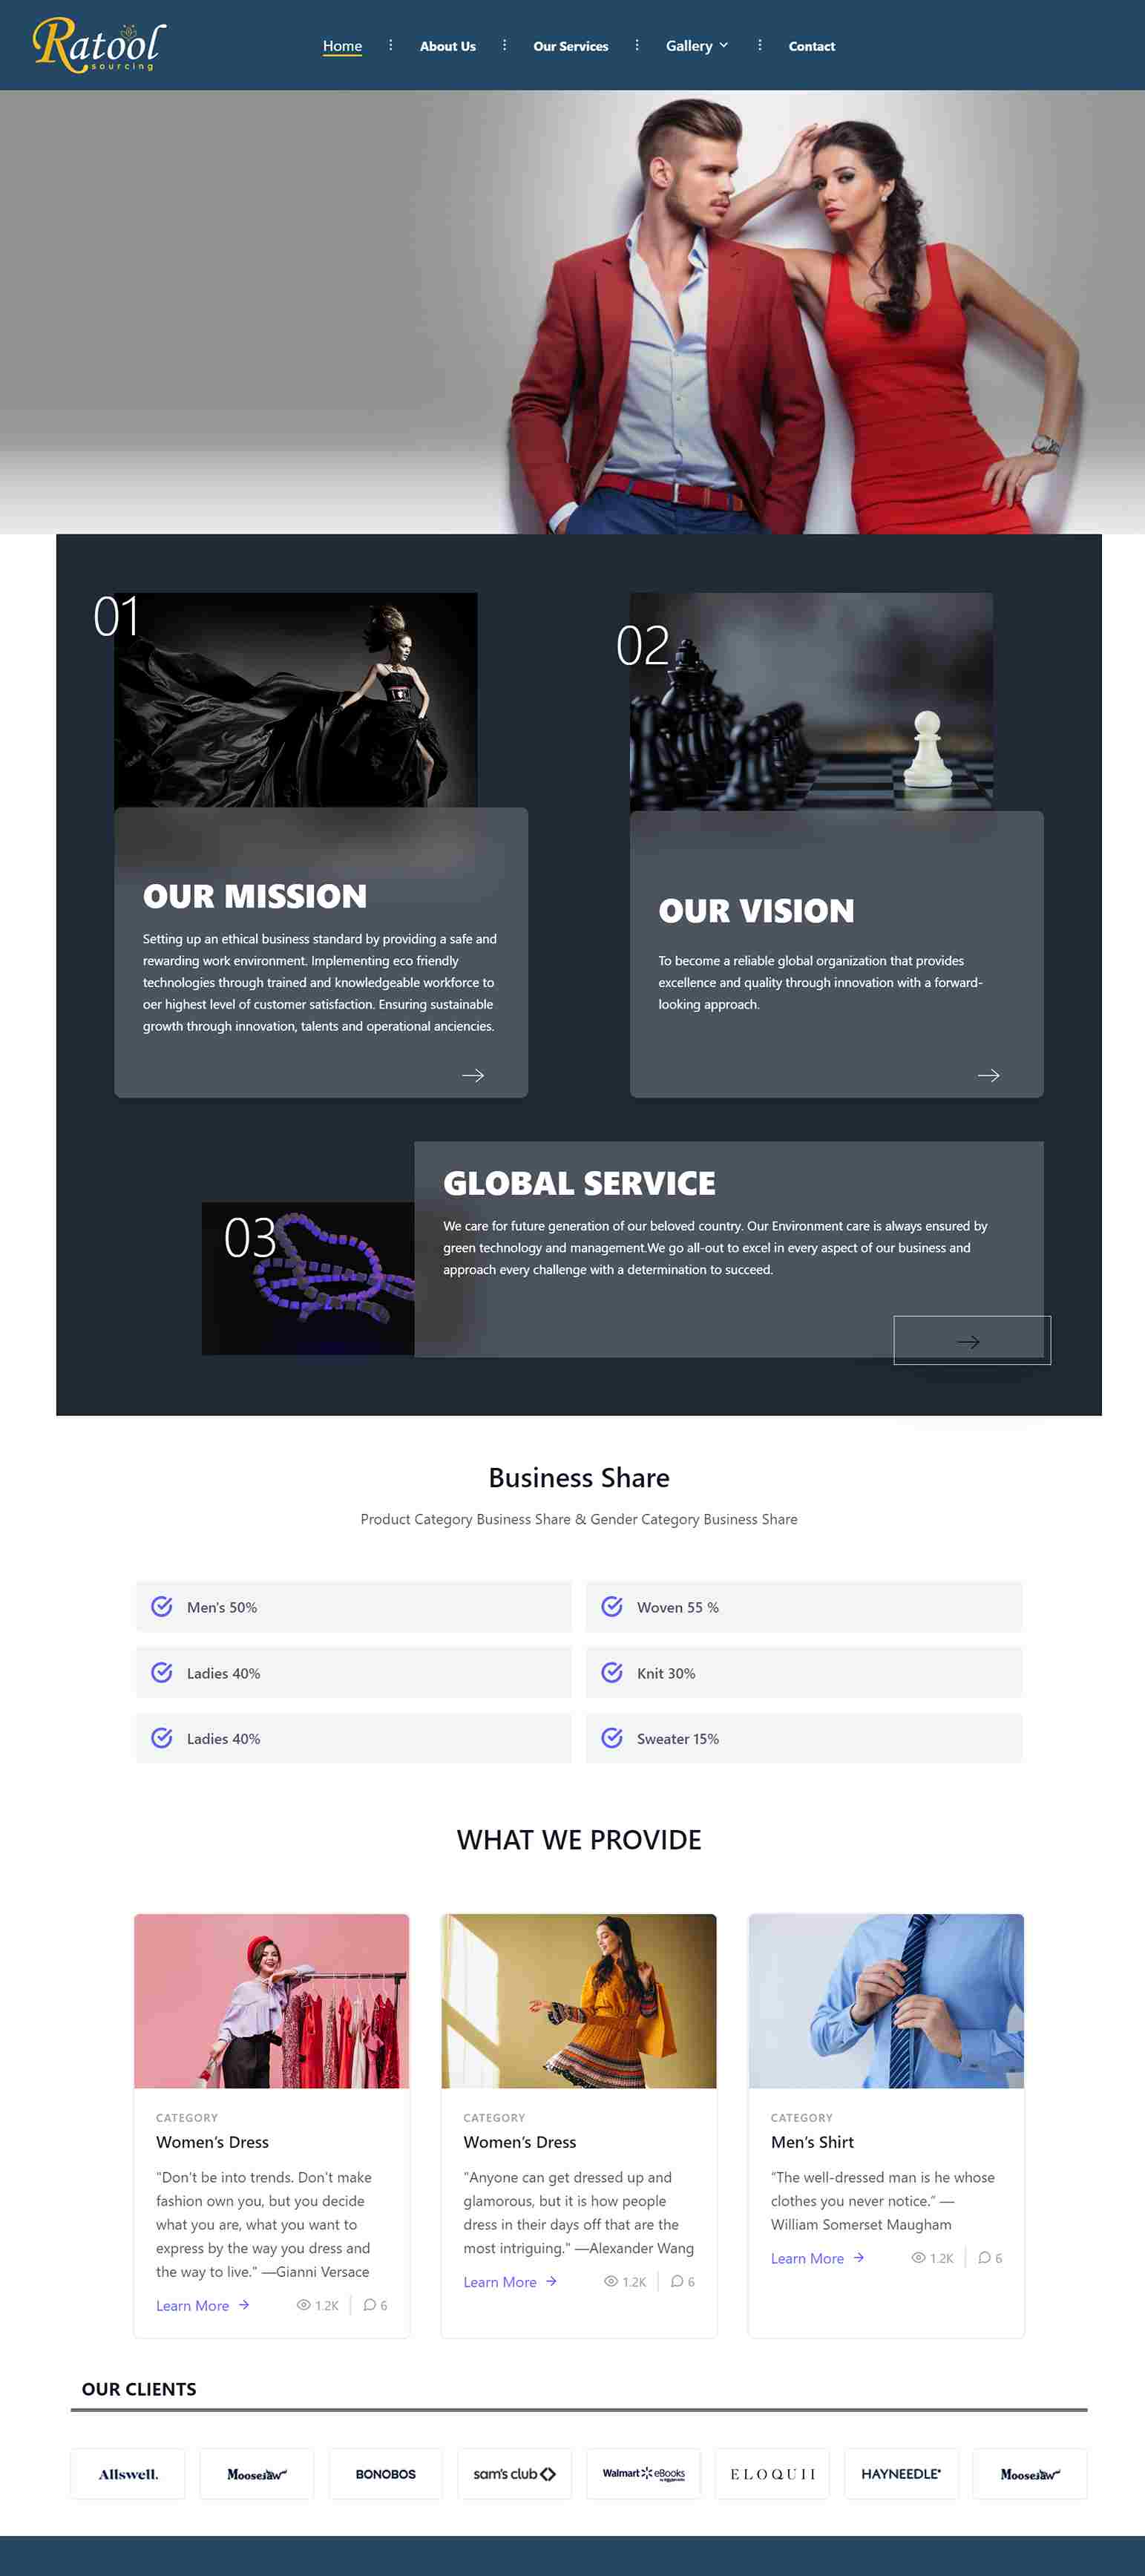 Ratool
sourcing
Home
About Us
Our Services
Gallery
Contact
01
02
OUR MISSION
Setting up an ethical business standard by providing a safe and
rewarding work environment. Implementing eco friendly
technologies through trained and knowledgeable workforce to
oer highest level of customer satisfaction. Ensuring sustainable
growth through innovation, talents and operational anciencies.
OUR VISION
To become a reliable global organization that provides
excellence and quality through innovation with a forward-
looking approach.
03
GLOBAL SERVICE
We care for future generation of our beloved country. Our Environment care is always ensured by
green technology and management.We go all-out to excel in every aspect of our business and
approach every challenge with a determination to succeed.
Business Share
Product Category Business Share & Gender Category Business Share
Men's 50%
Woven 55 %
Ladies 40%
Knit 30%
Ladies 40%
Sweater 15%
WHAT WE PROVIDE
CATEGORY
Women's Dress
"Don't be into trends. Don't make
fashion own you, but you decide
what you are, what you want to
express by the way you dress and
the way to live." —Gianni Versace
Learn More
1.2K
6
CATEGORY
Women's Dress
"Anyone can get dressed up and
glamorous, but it is how people
dress in their days off that are the
most intriguing." —Alexander Wang
Learn More
1.2K
6
CATEGORY
Men's Shirt
"The well-dressed man is he whose
clothes you never notice." —
William Somerset Maugham
Learn More
1.2K
6
OUR CLIENTS
Allswell.
Moosejaw
BONOBOS
sam's club
Walmart eBooks
ELOQUII
HAYNEEDLE
Moosejaw